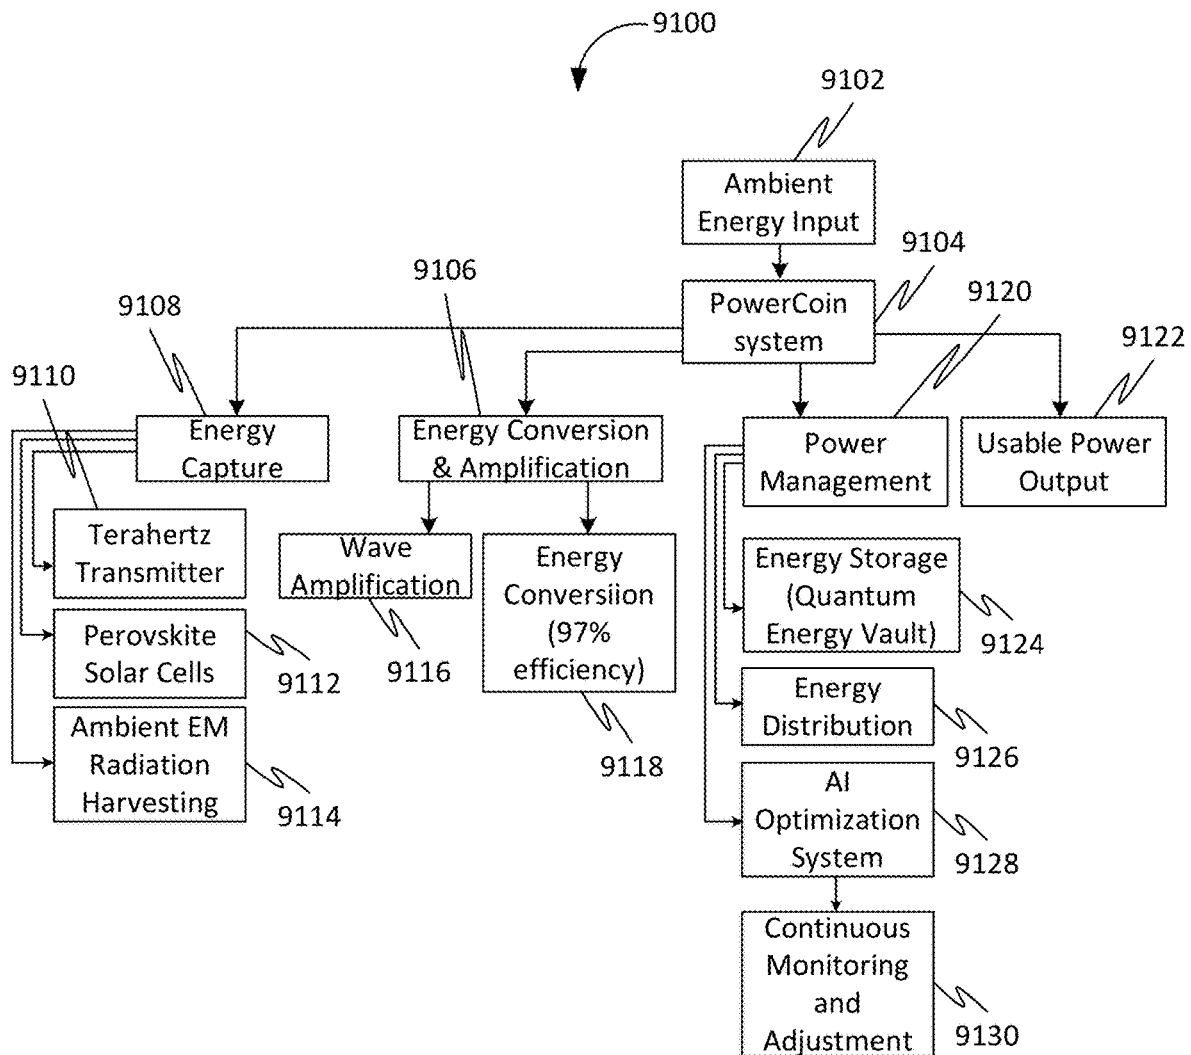 9100
9102
Ambient
Energy Input
9104
PowerCoin
system
9106
9108
9110
9120
9122
Energy
Capture
Energy Conversion
& Amplification
Power
Management
Usable Power
Output
Terahertz
Transmitter
Perovskite
Solar Cells
9112
Ambient EM
Radiation
Harvesting
9114
Wave
Amplification
9116
Energy
Conversiion
(97%
efficiency)
9118
Energy Storage
(Quantum
Energy Vault)
9124
Energy
Distribution
9126
AI
Optimization
System
9128
Continuous
Monitoring
and
Adjustment
9130